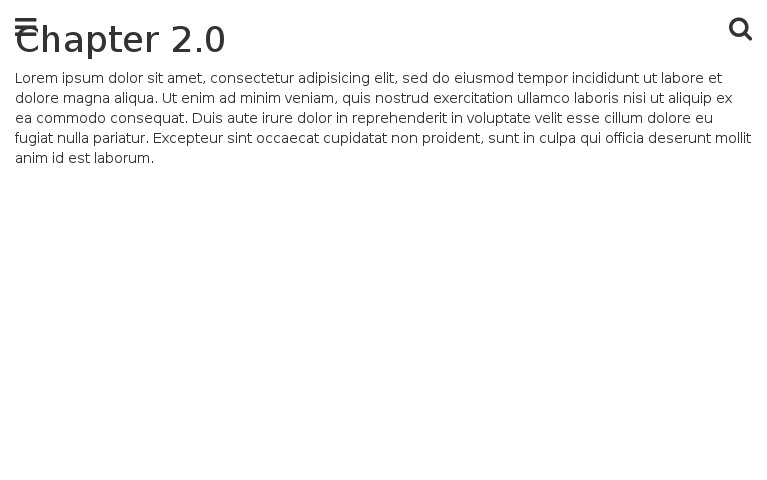 Chapter 2.0
Lorem ipsum dolor sit amet, consectetur adipisicing elit, sed do eiusmod tempor incididunt ut labore et
dolore magna aliqua. Ut enim ad minim veniam, quis nostrud exercitation ullamco laboris nisi ut aliquip ex
ea commodo consequat. Duis aute irure dolor in reprehenderit in voluptate velit esse cillum dolore eu
fugiat nulla pariatur. Excepteur sint occaecat cupidatat non proident, sunt in culpa qui officia deserunt mollit
anim id est laborum.